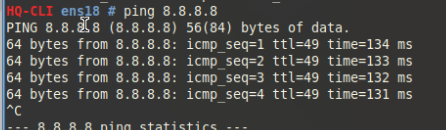 HQ-CLI ens18 # ping 8.8.8.8
PING 8.8.8.8 (8.8.8.8) 56(84) bytes of data.
64 bytes from 8.8.8.8: icmp_seq=1 ttl=49 time=134 ms
64 bytes from 8.8.8.8: icmp_seq=2 ttl=49 time=133 ms
64 bytes from 8.8.8.8: icmp_seq=3 ttl=49 time=132 ms
64 bytes from 8.8.8.8: icmp_seq=4 ttl=49 time=131 ms
^C
--- 8.8.8.8 ping statistics ---